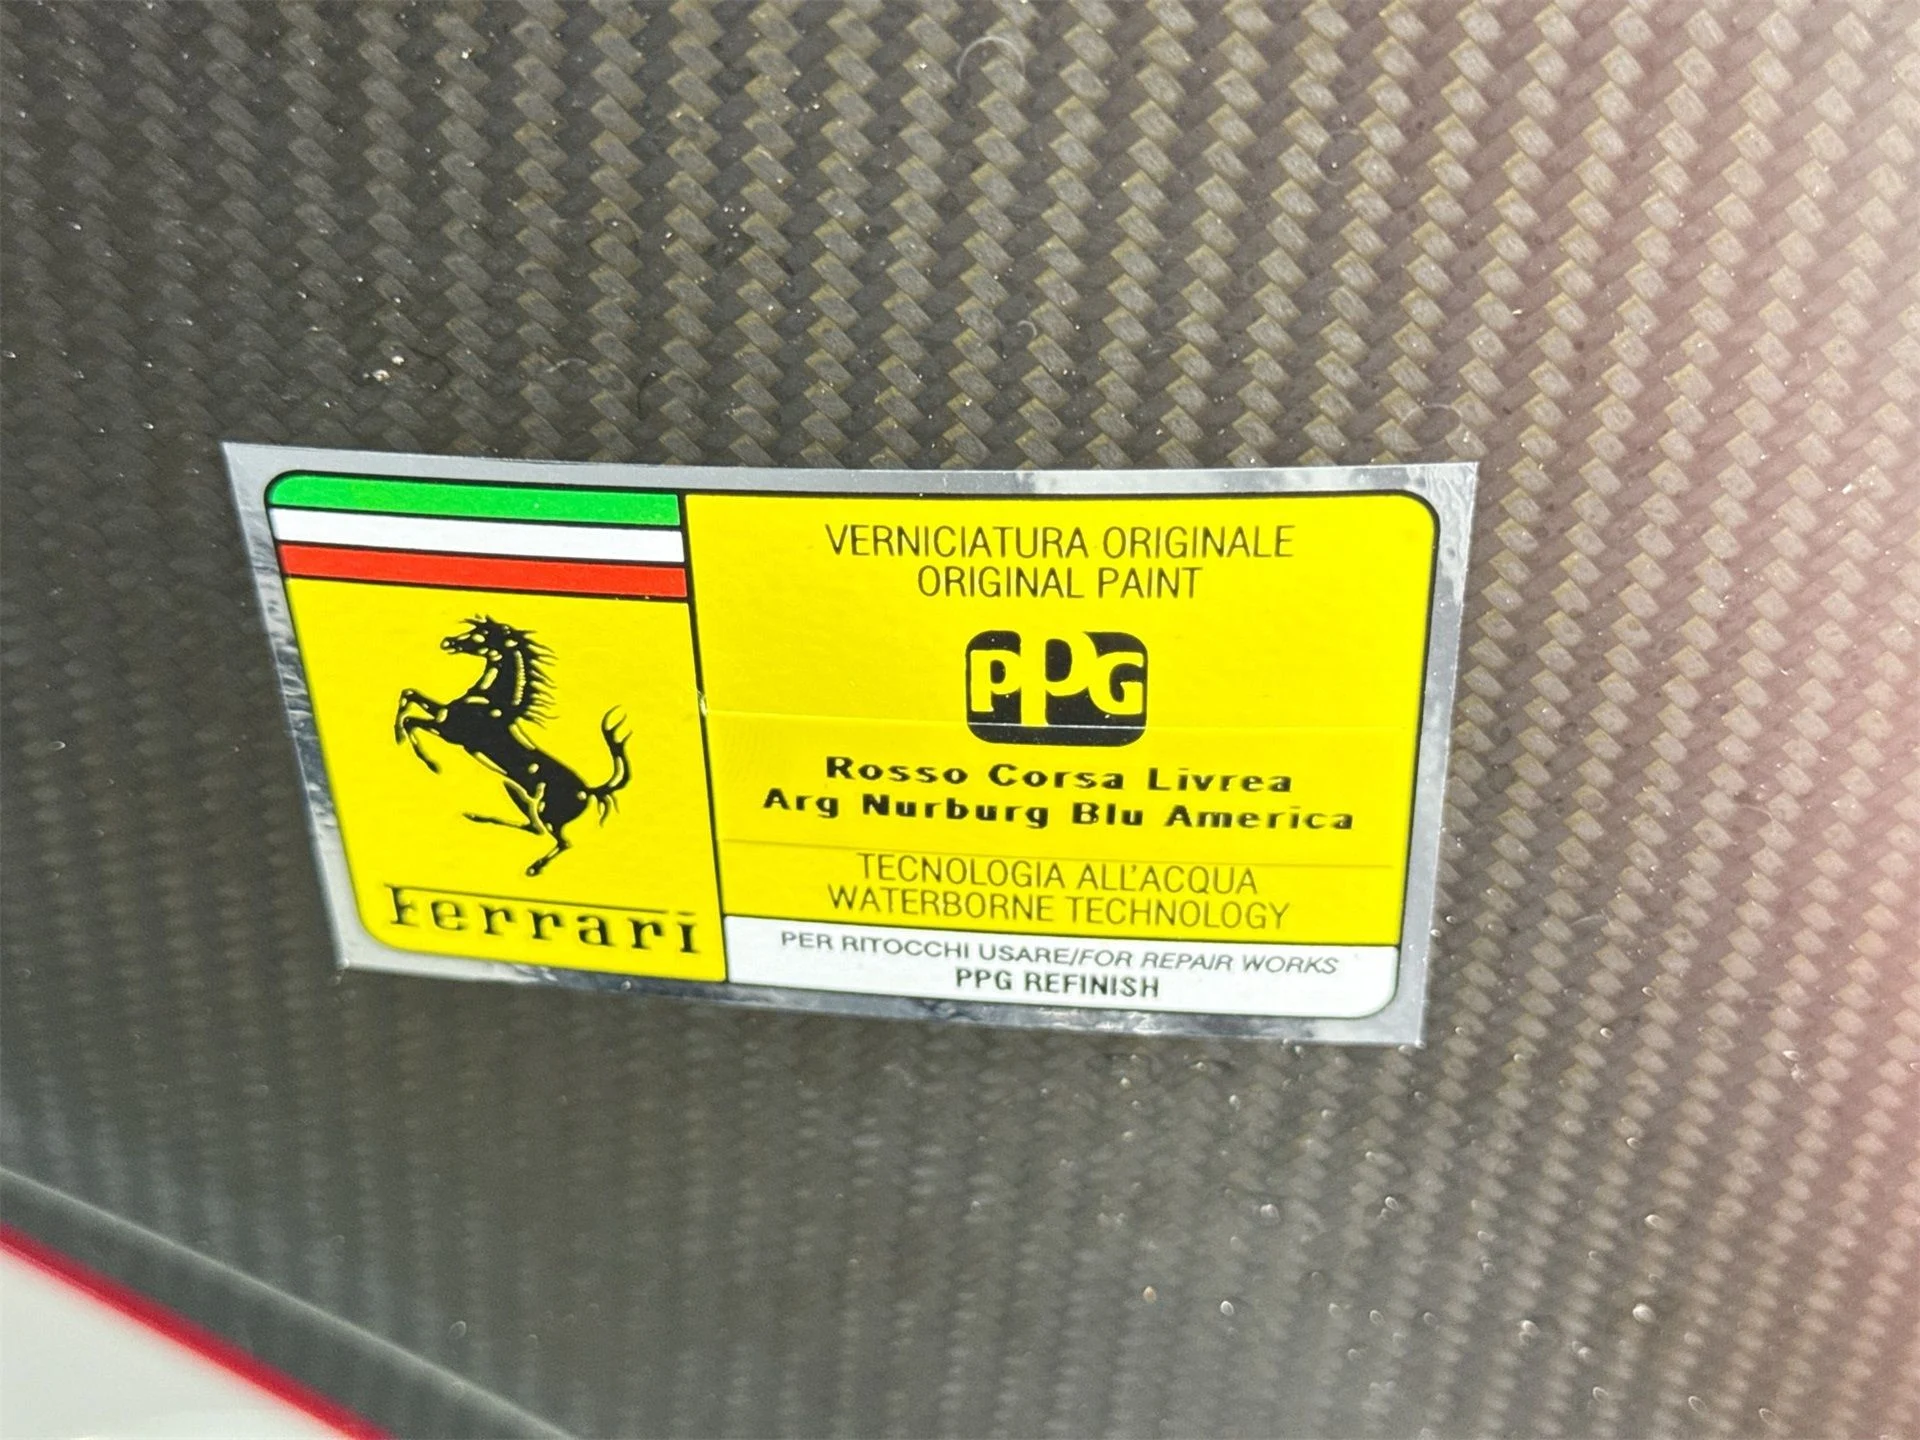 VERNICIATURA ORIGINALE
ORIGINAL PAINT
PPG
Rosso Corsa Livrea
Arg Nurburg Blu America
TECNOLOGIA ALL'ACQUA
WATERBORNE TECHNOLOGY
PER RITOCCHI USARE/FOR REPAIR WORKS
PPG REFINISH
Ferrari